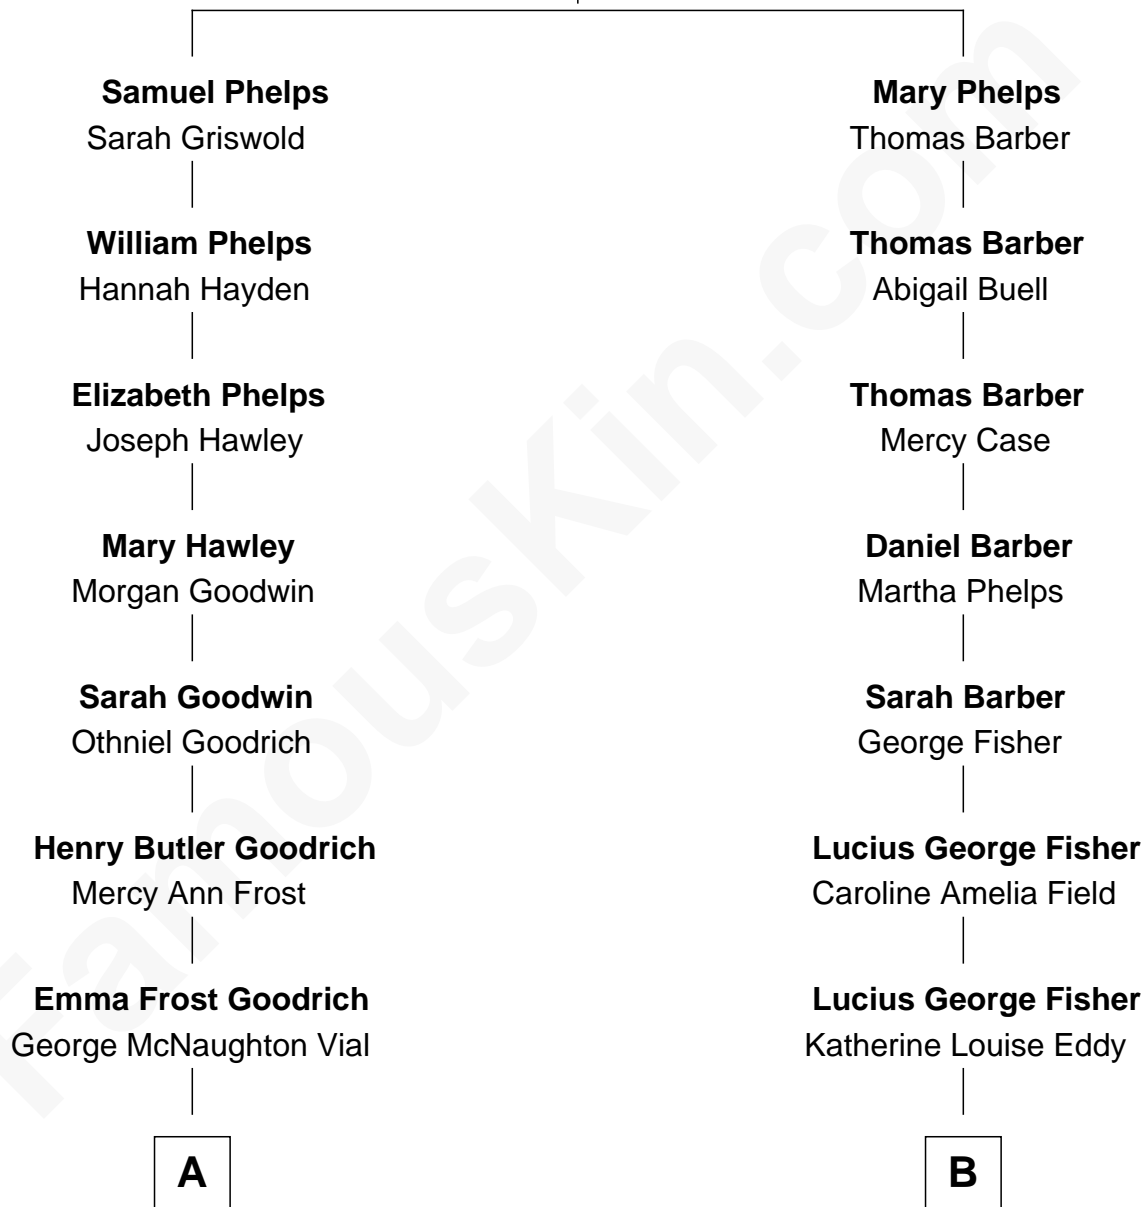 Samuel Phelps
Sarah Griswold
William Phelps
Hannah Hayden
Elizabeth Phelps
Joseph Hawley
Mary Hawley
Morgan Goodwin
Sarah Goodwin
Othniel Goodrich
Henry Butler Goodrich
Mercy Ann Frost
Emma Frost Goodrich
George McNaughton Vial
A
Mary Phelps
Thomas Barber
Thomas Barber
Abigail Buell
Thomas Barber
Mercy Case
Daniel Barber
Martha Phelps
Sarah Barber
George Fisher
Lucius George Fisher
Caroline Amelia Field
Lucius George Fisher
Katherine Louise Eddy
B
FamousKin.com